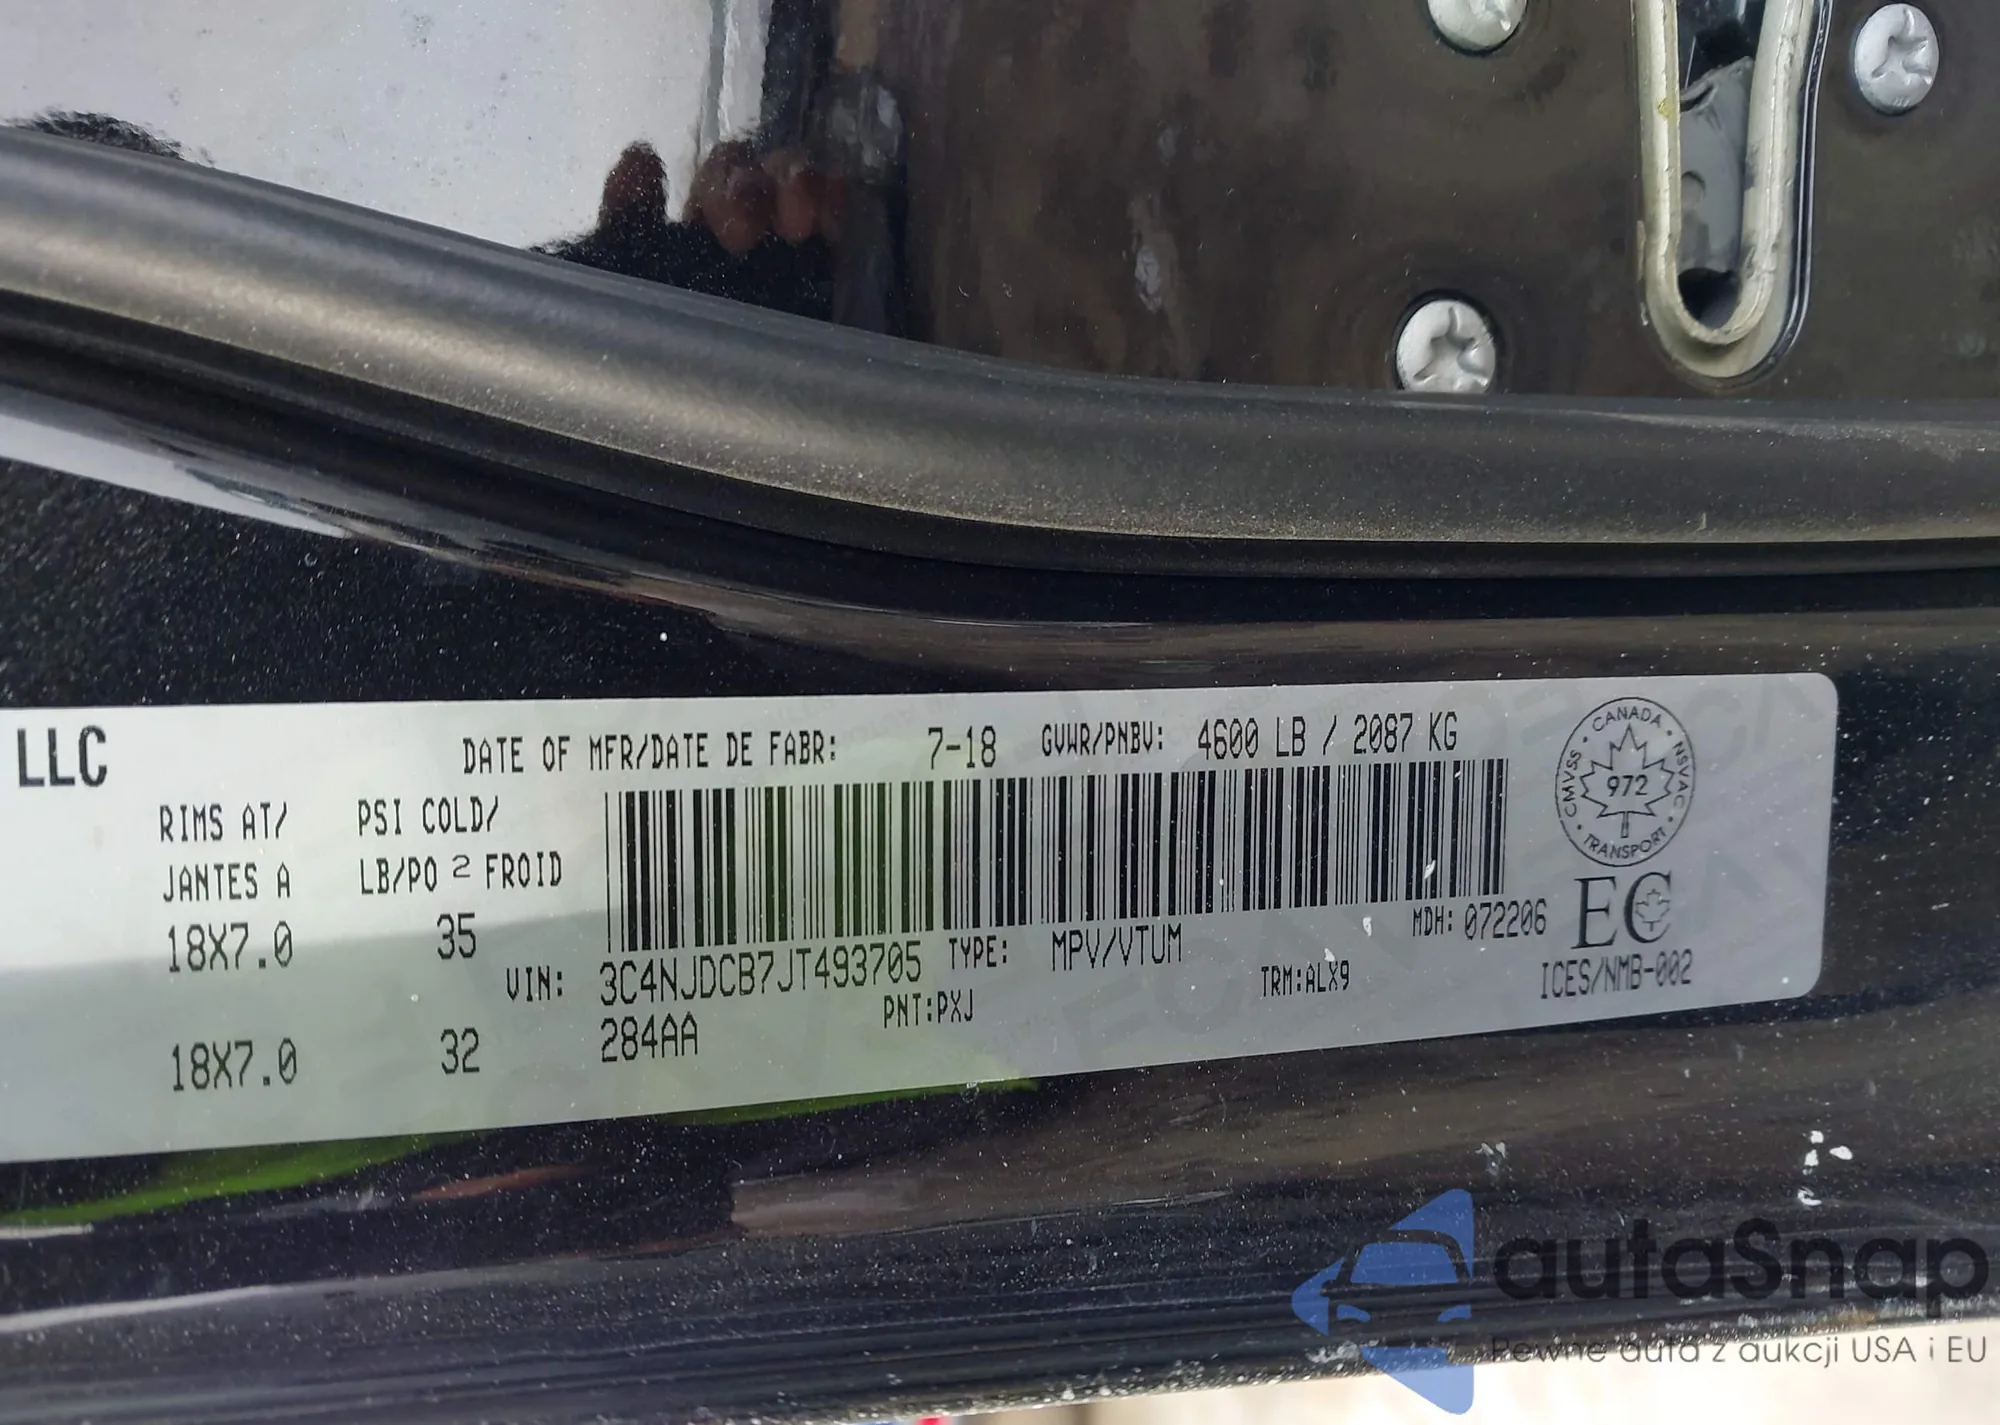 LLC
DATE OF MFR/DATE DE FABR: 7-18 GVWR/PNBV: 4600 LB / 2087 KG
RIMS AT/ PSI COLD/
JANTES A LB/PO 2 FROID
18X7.0 35
18X7.0 32
VIN: 3C4NJDCB7JT493705 TYPE: MPV/VTUM MDH: 072206
284AA PNT:PXJ TRM:ALX9
CANADA • NSVAC • TRANSPORT • CMVSS •
972
EC
ICES/NMB-002
autaSnap
Pewne auta z aukcji USA i EU